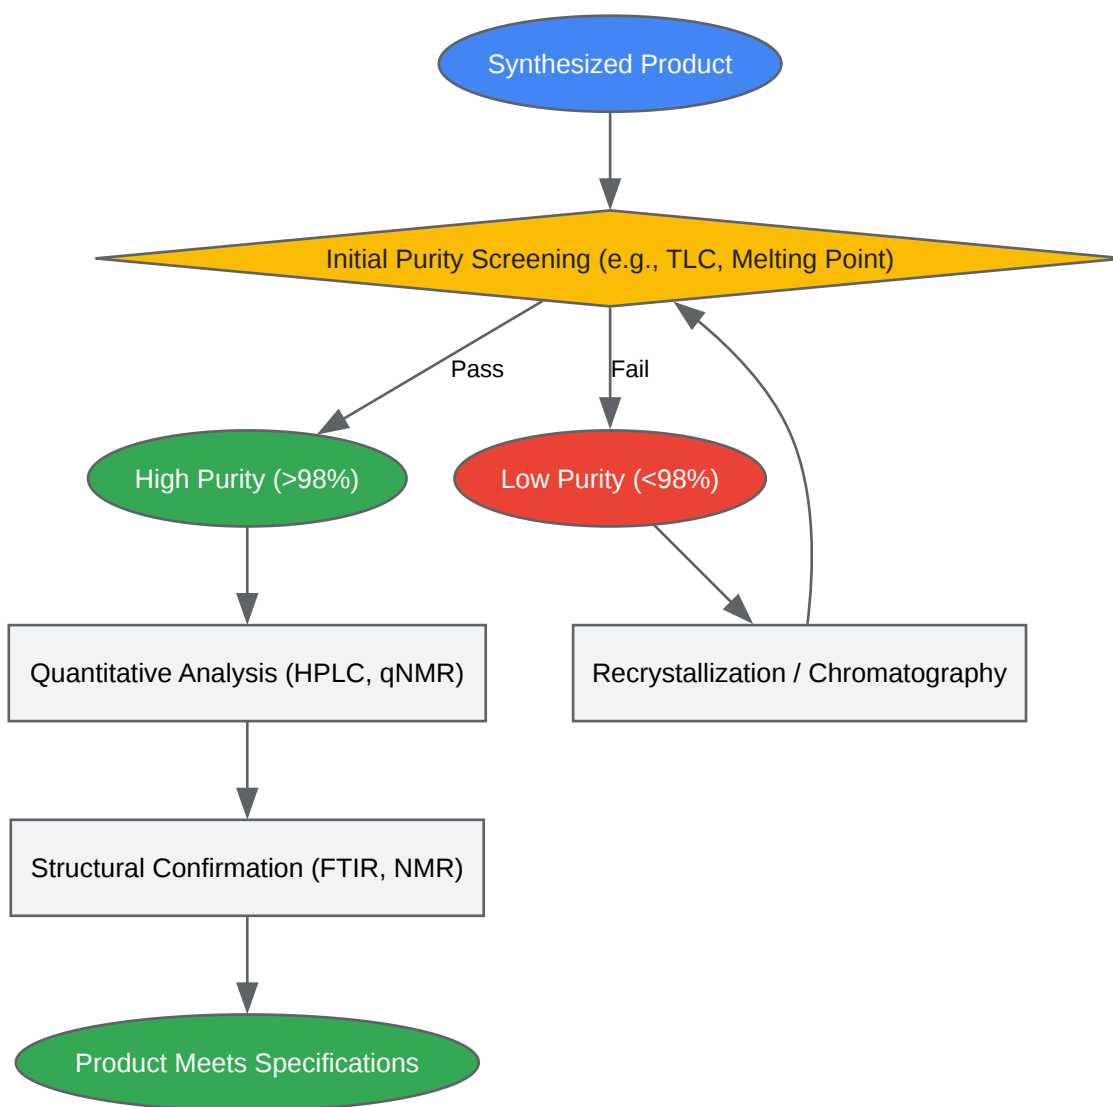 Synthesized Product
Initial Purity Screening (e.g., TLC, Melting Point)
Pass
Fail
High Purity (>98%)
Low Purity (<98%)
Quantitative Analysis (HPLC, qNMR)
Recrystallization / Chromatography
Structural Confirmation (FTIR, NMR)
Product Meets Specifications